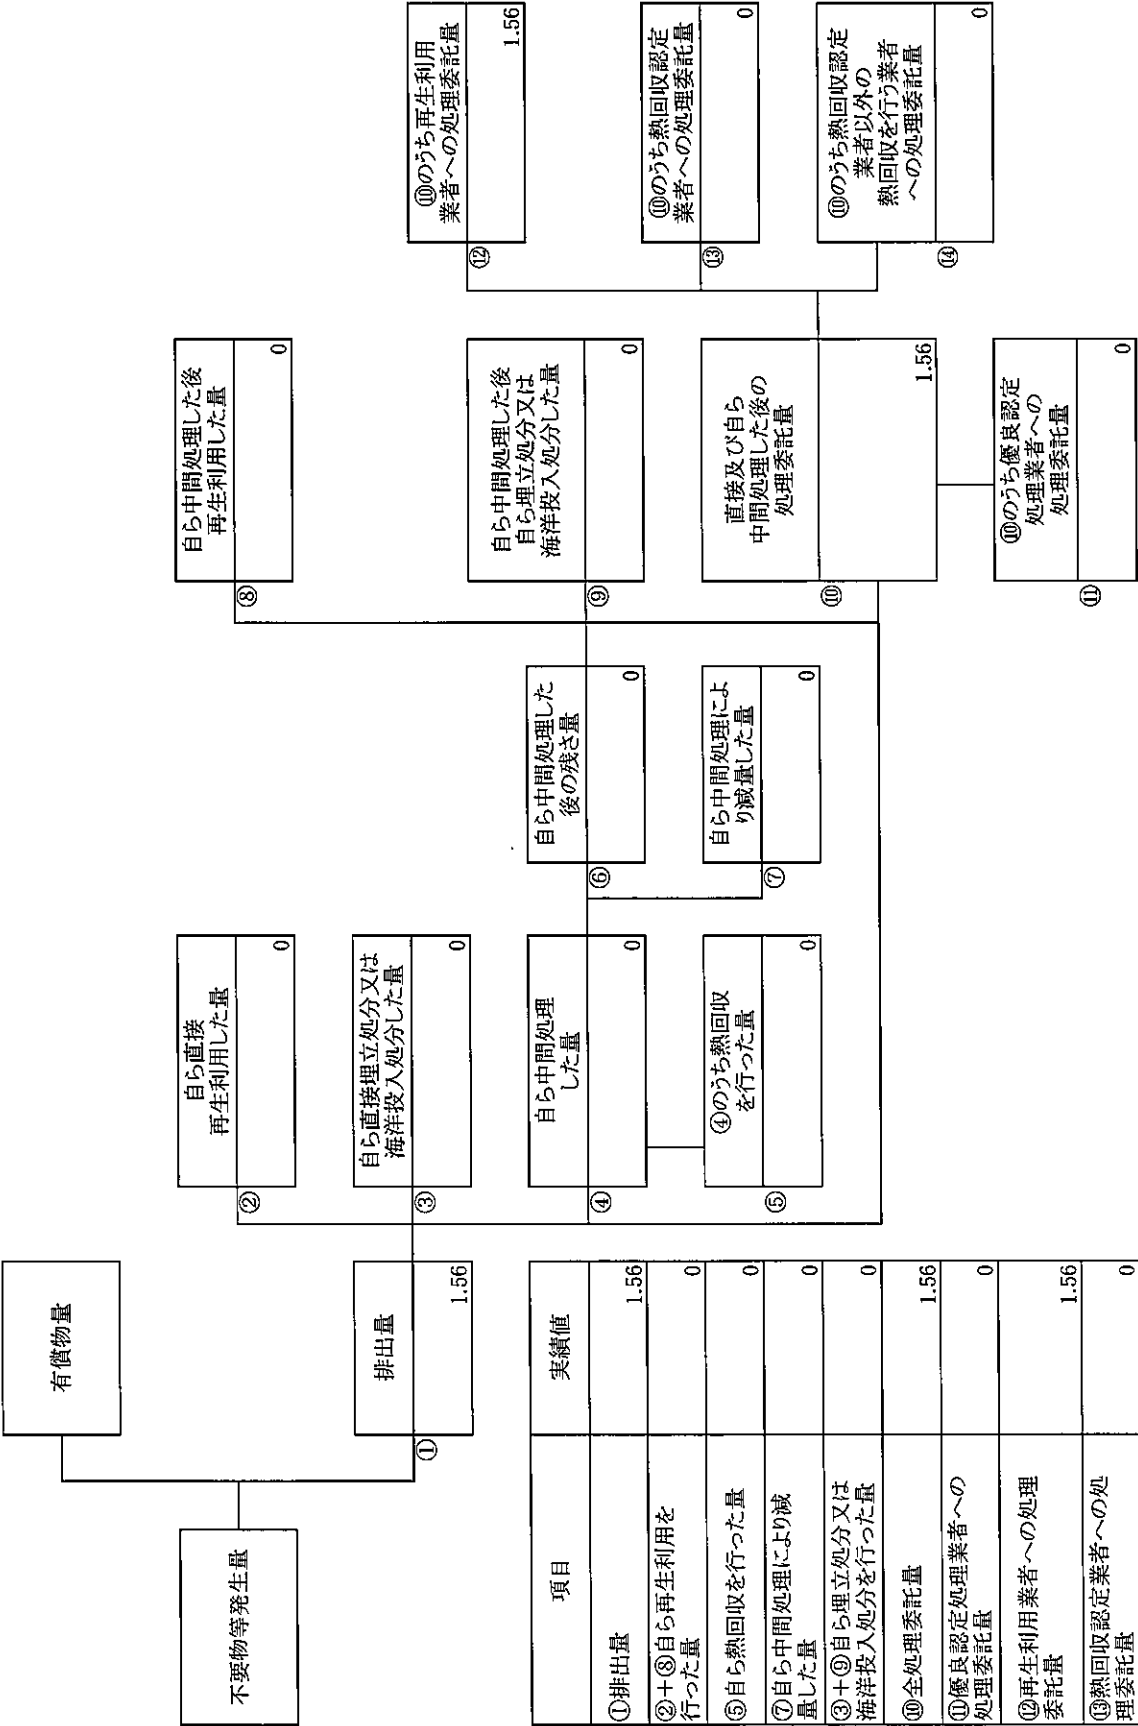 不要物等発生量
有償物量
①
排出量
1.56
②
自ら直接
再生利用した量
0
③
自ら直接埋立処分又は
海洋投入処分した量
0
④
自ら中間処理
した量
0
⑤
④のうち熱回収
を行った量
0
⑥
自ら中間処理した
後の残さ量
0
⑦
自ら中間処理によ
り減量した量
0
⑧
自ら中間処理した後
再生利用した量
0
⑨
自ら中間処理した後
自ら埋立処分又は
海洋投入処分した量
0
⑩
直接及び自ら
中間処理した後の
処理委託量
1.56
⑪
⑩のうち優良認定
処理業者への
処理委託量
0
⑫
⑩のうち再生利用
業者への処理委託量
1.56
⑬
⑩のうち熱回収認定
業者への処理委託量
0
⑭
⑩のうち熱回収認定
業者以外の
熱回収を行う業者
への処理委託量
0
項目 実績値
①排出量 1.56
②+⑧自ら再生利用を
行った量 0
⑤自ら熱回収を行った量 0
⑦自ら中間処理により減
量した量 0
③+⑨自ら埋立処分又は
海洋投入処分を行った量 0
⑩全処理委託量 1.56
⑪優良認定処理業者への
処理委託量 0
⑫再生利用業者への処理
委託量 1.56
⑬熱回収認定業者への処
理委託量 0